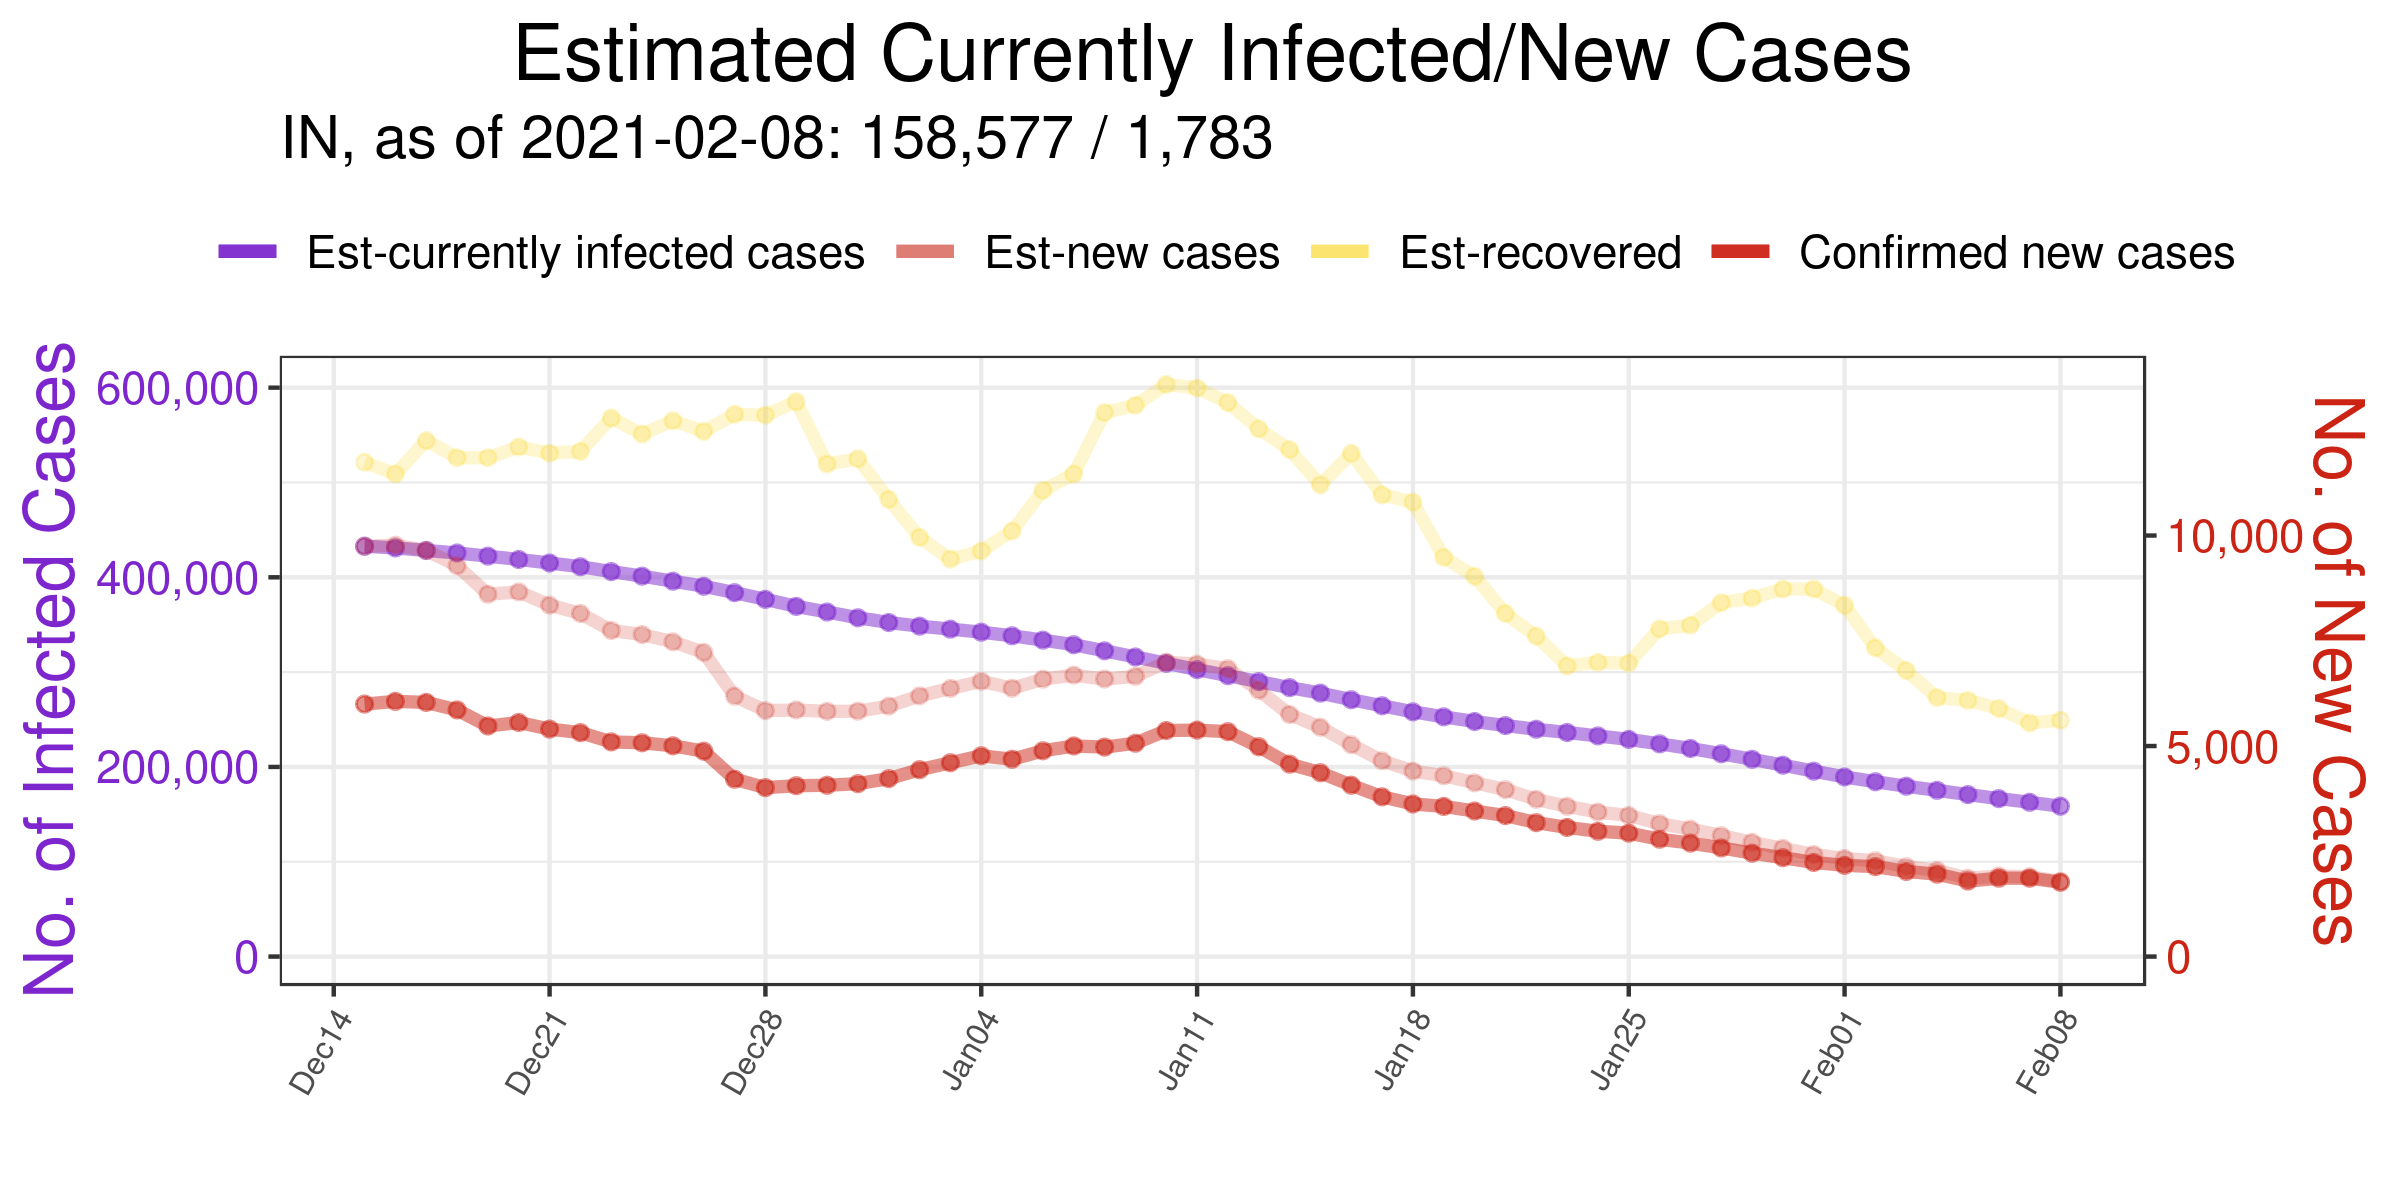 Estimated Currently Infected/New Cases
IN, as of 2021-02-08: 158,577 / 1,783
Est-currently infected cases Est-new cases Est-recovered Confirmed new cases
No. of Infected Cases
600,000
400,000
200,000
0
No. of New Cases
10,000
5,000
0
Dec14 Dec21 Dec28 Jan04 Jan11 Jan18 Jan25 Feb01 Feb08